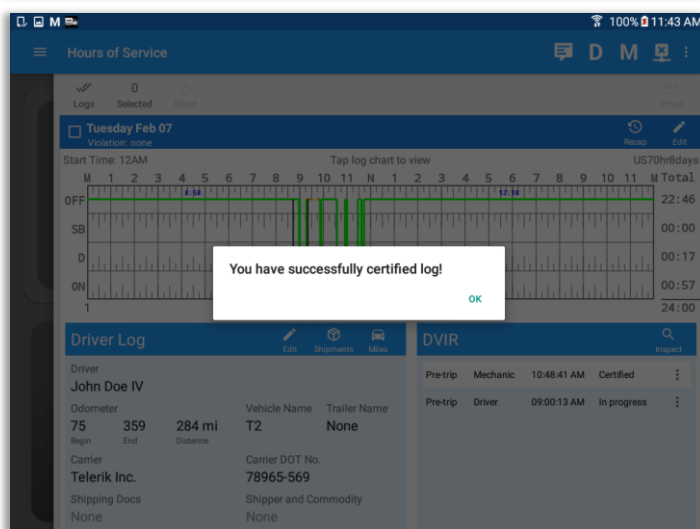 M 100% 11:43 AM
Hours of Service D M
0
Logs Selected Reset Email
Tuesday Feb 07
Violation: none Recap Edit
Start Time: 12AM Tap log chart to view US70hr8days
M 1 2 3 4 5 6 7 8 9 10 11 N 1 2 3 4 5 6 7 8 9 10 11 M Total
8:58 12:18
OFF 22:46
SB 00:00
D 00:17
ON 00:57
1 24:00
You have successfully certified log!
OK
Driver Log Edit Shipments Miles
Driver
John Doe IV
Odometer Vehicle Name Trailer Name
75 359 284 mi T2 None
Begin End Distance
Carrier Carrier DOT No.
Telerik Inc. 78965-569
Shipping Docs Shipper and Commodity
None None
DVIR Inspect
Pre-trip Mechanic 10:48:41 AM Certified
Pre-trip Driver 09:00:13 AM In progress